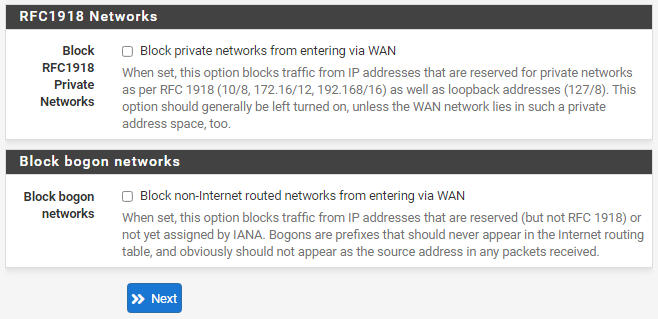 RFC1918 Networks
Block
RFC1918
Private
Networks
Block private networks from entering via WAN
When set, this option blocks traffic from IP addresses that are reserved for private networks
as per RFC 1918 (10/8, 172.16/12, 192.168/16) as well as loopback addresses (127/8). This
option should generally be left turned on, unless the WAN network lies in such a private
address space, too.
Block bogon networks
Block bogon
networks
Block non-Internet routed networks from entering via WAN
When set, this option blocks traffic from IP addresses that are reserved (but not RFC 1918) or
not yet assigned by IANA. Bogons are prefixes that should never appear in the Internet routing
table, and obviously should not appear as the source address in any packets received.
Next